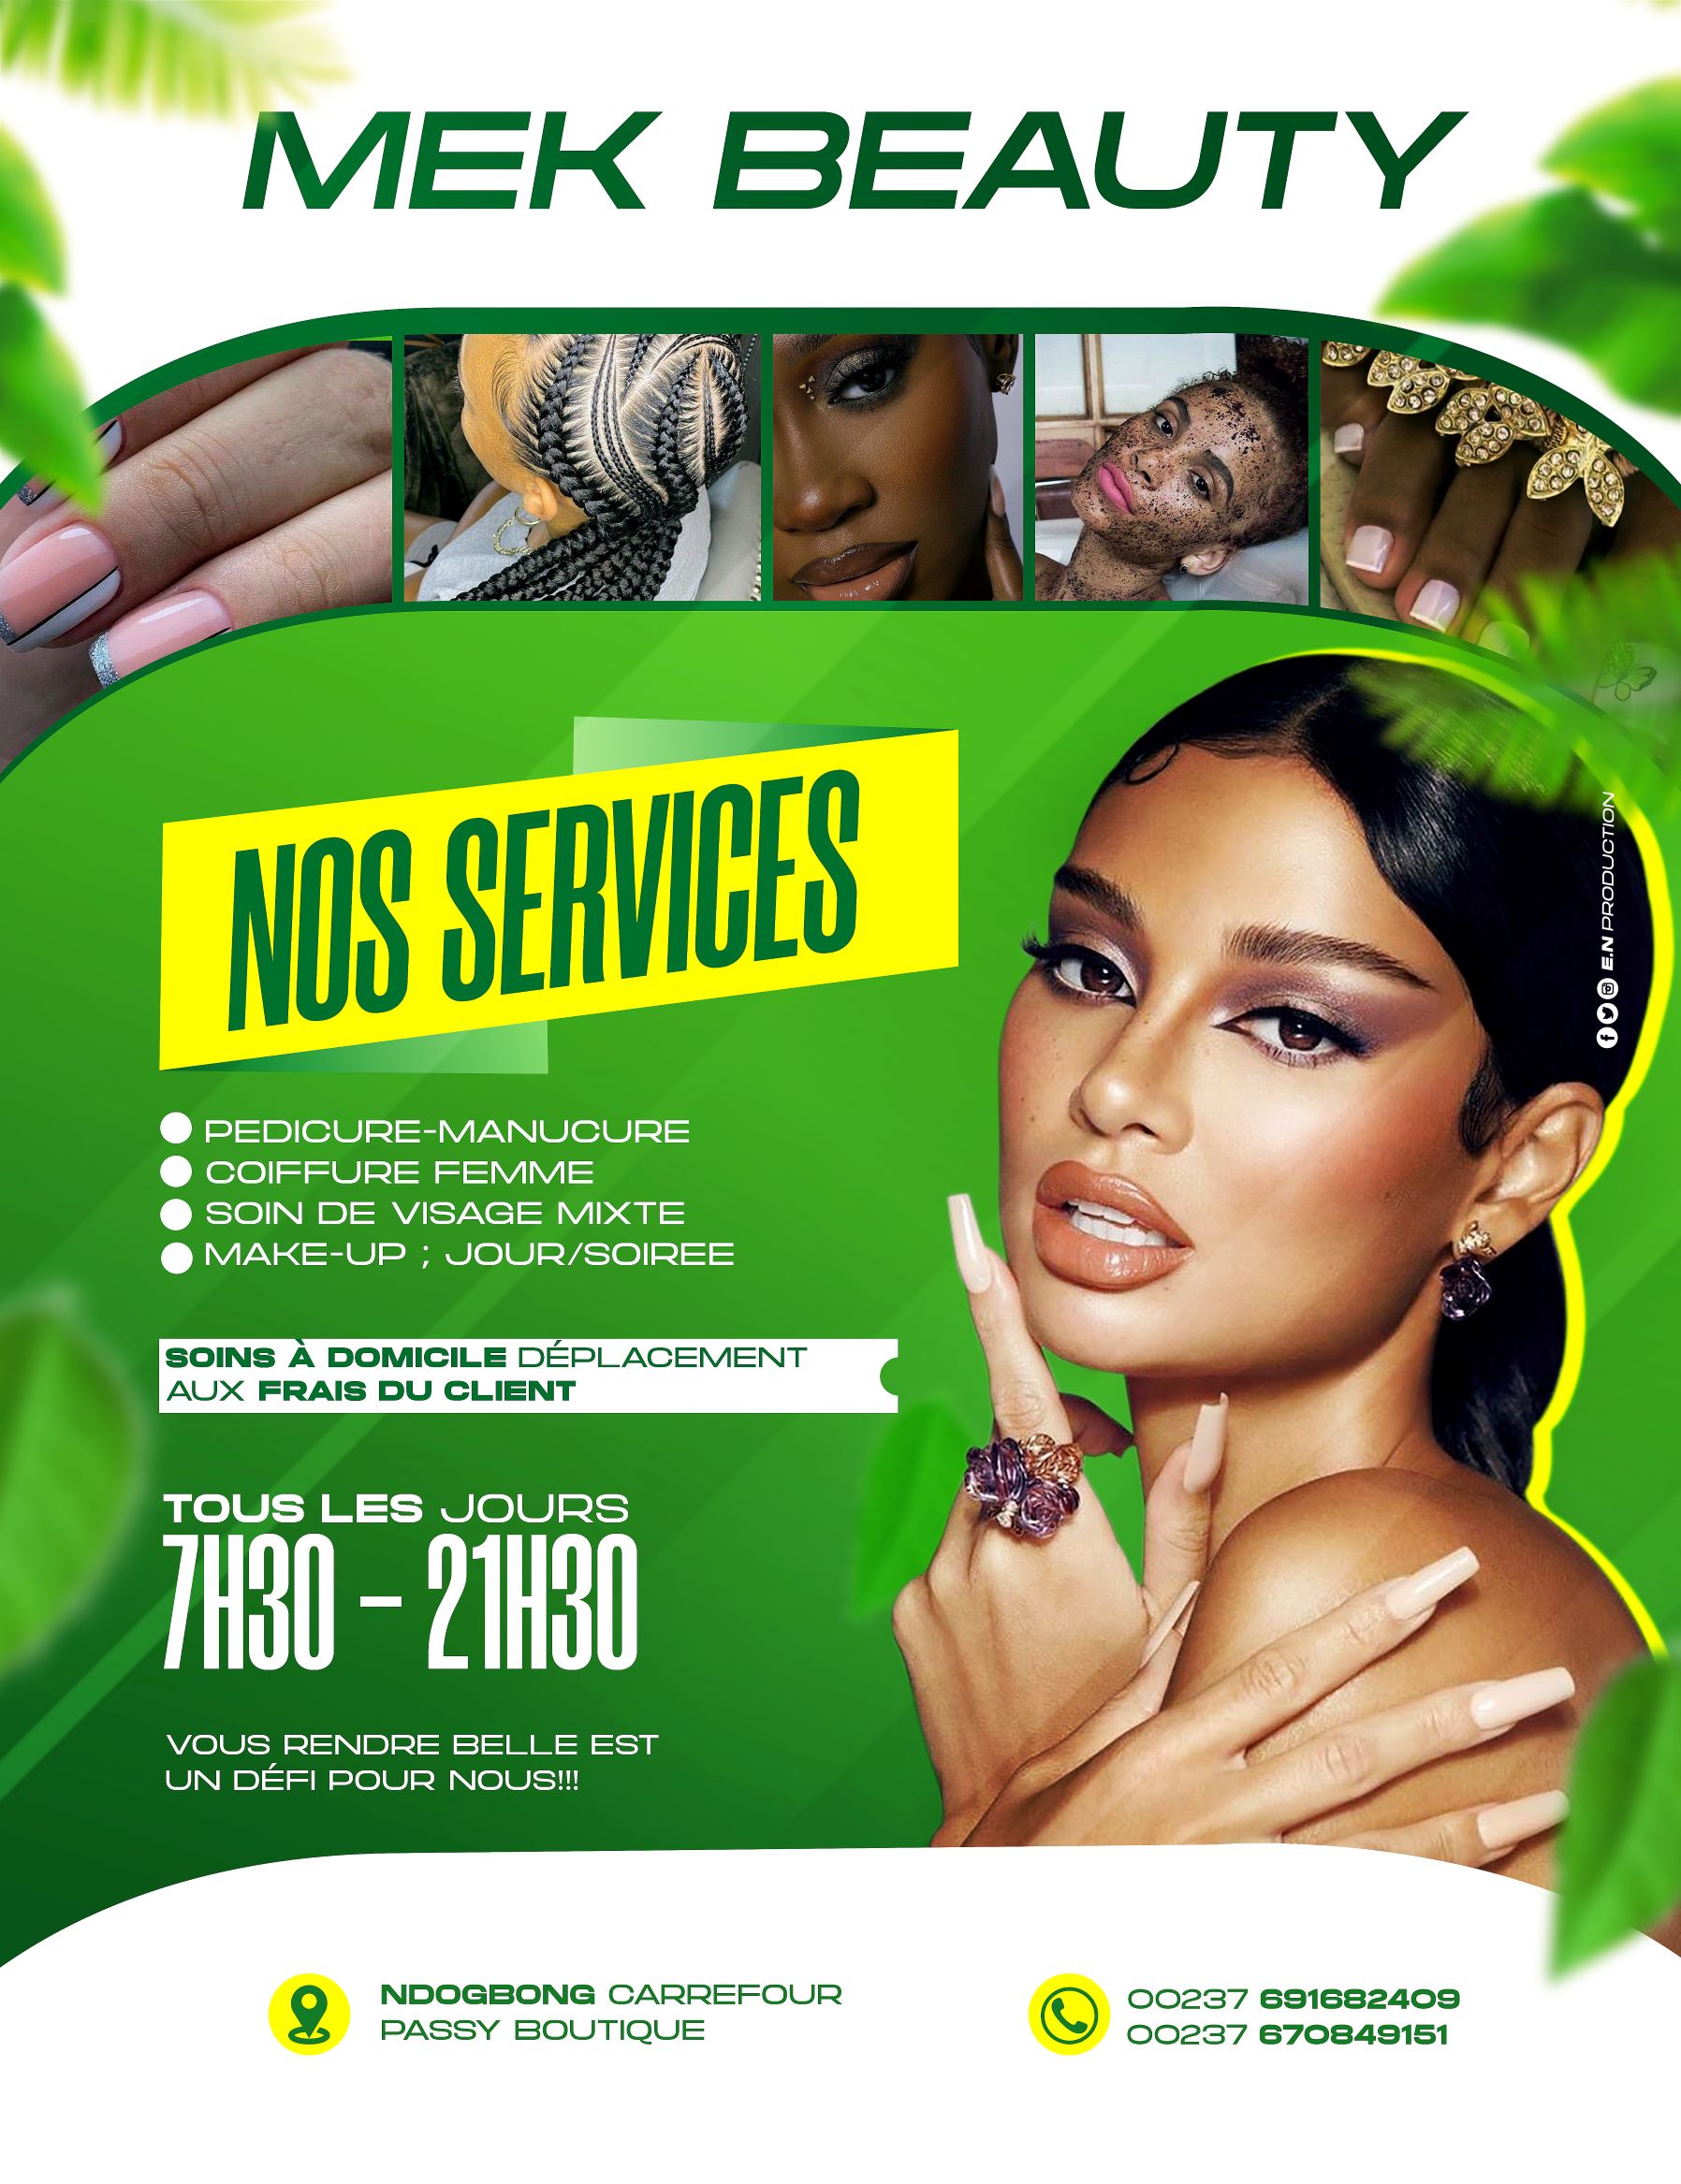 MEK BEAUTY
NOS SERVICES
PEDICURE-MANUCURE
COIFFURE FEMME
SOIN DE VISAGE MIXTE
MAKE-UP ; JOUR/SOIREE
SOINS À DOMICILE DÉPLACEMENT
AUX FRAIS DU CLIENT
TOUS LES JOURS
7H30 - 21H30
VOUS RENDRE BELLE EST
UN DÉFI POUR NOUS!!!
E.N PRODUCTION
NDOGBONG CARREFOUR
PASSY BOUTIQUE
00237 691682409
00237 670849151